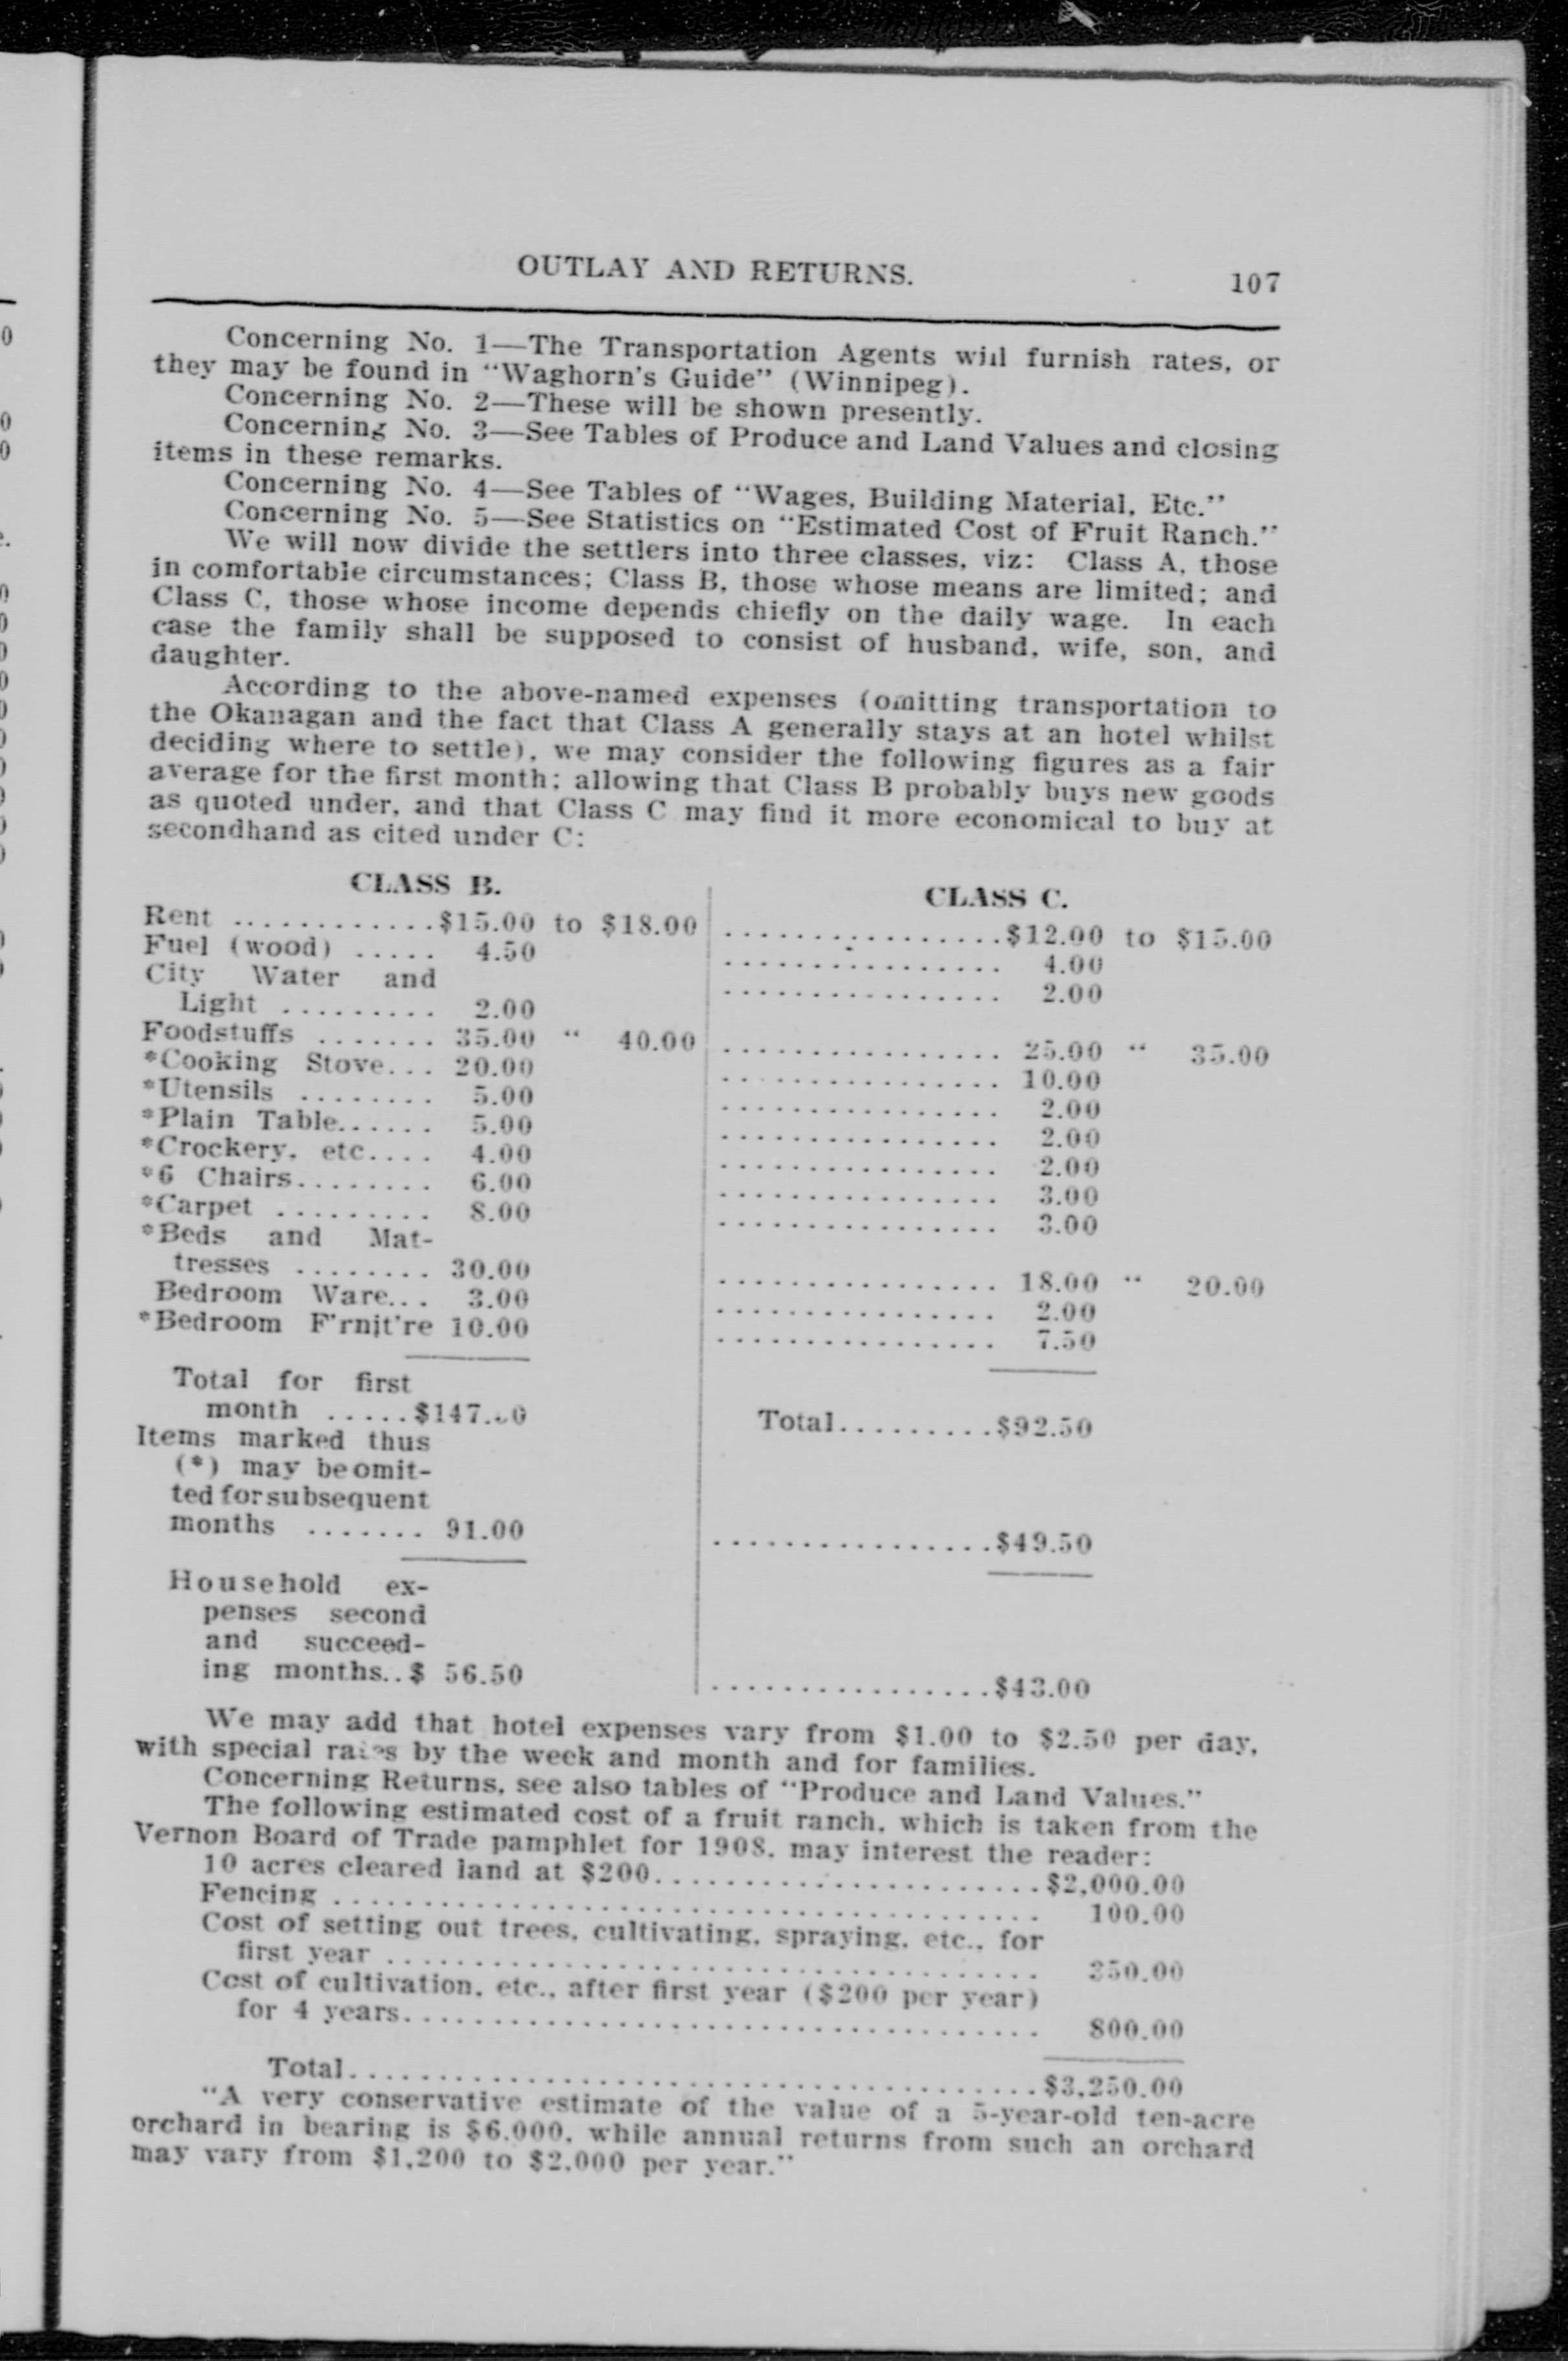 OUTLAY AND RETURNS. 107
Concerning No. 1—The Transportation Agents will furnish rates, or
they may be found in "Waghorn's Guide" (Winnipeg).
Concerning No. 2—These will be shown presently.
Concerning No. 3—See Tables of Produce and Land Values and closing
items in these remarks.
Concerning No. 4—See Tables of "Wages, Building Material, Etc."
Concerning No. 5—See Statistics on "Estimated Cost of Fruit Ranch."
We will now divide the settlers into three classes, viz: Class A, those
in comfortable circumstances; Class B, those whose means are limited; and
Class C, those whose income depends chiefly on the daily wage. In each
case the family shall be supposed to consist of husband, wife, son, and
daughter.
According to the above-named expenses (omitting transportation to
the Okanagan and the fact that Class A generally stays at an hotel whilst
deciding where to settle), we may consider the following figures as a fair
average for the first month; allowing that Class B probably buys new goods
as quoted under, and that Class C may find it more economical to buy at
secondhand as cited under C:
CLASS B. CLASS C.
Rent .............$15.00 to $18.00 ................$12.00 to $15.00
Fuel (wood) ..... 4.50 ................ 4.00
City Water and
Light ......... 2.00 ................ 2.00
Foodstuffs ....... 35.00 " 40.00 ................ 25.00 " 35.00
*Cooking Stove... 20.00 ................ 10.00
*Utensils ........ 5.00 ................ 2.00
*Plain Table...... 5.00 ................ 2.00
*Crockery, etc.... 4.00 ................ 2.00
*6 Chairs........ 6.00 ................ 3.00
*Carpet ......... 8.00 ................ 3.00
*Beds and Mat-
tresses ........ 30.00 ................ 18.00 " 20.00
Bedroom Ware... 3.00 ................ 2.00
*Bedroom F'rnit're 10.00 ................ 7.50
Total for first
month ..... Total.........$92.50
Items marked thus
(*) may be omit-
ted for subsequent
months ....... 91.00 ................$49.50
Household ex-
penses second
and succeed-
ing months..$ 56.50 ................$43.00
We may add that hotel expenses vary from $1.00 to $2.50 per day,
with special rates by the week and month and for families.
Concerning Returns, see also tables of "Produce and Land Values."
The following estimated cost of a fruit ranch, which is taken from the
Vernon Board of Trade pamphlet for 1908, may interest the reader:
10 acres cleared land at $200......................$2,000.00
Fencing ....................................... 100.00
Cost of setting out trees, cultivating, spraying, etc., for
first year .................................... 350.00
Cost of cultivation, etc., after first year ($200 per year)
for 4 years................................... 800.00
Total......................................$3,250.00
"A very conservative estimate of the value of a 5-year-old ten-acre
orchard in bearing is $6,000, while annual returns from such an orchard
may vary from $1,200 to $2,000 per year."